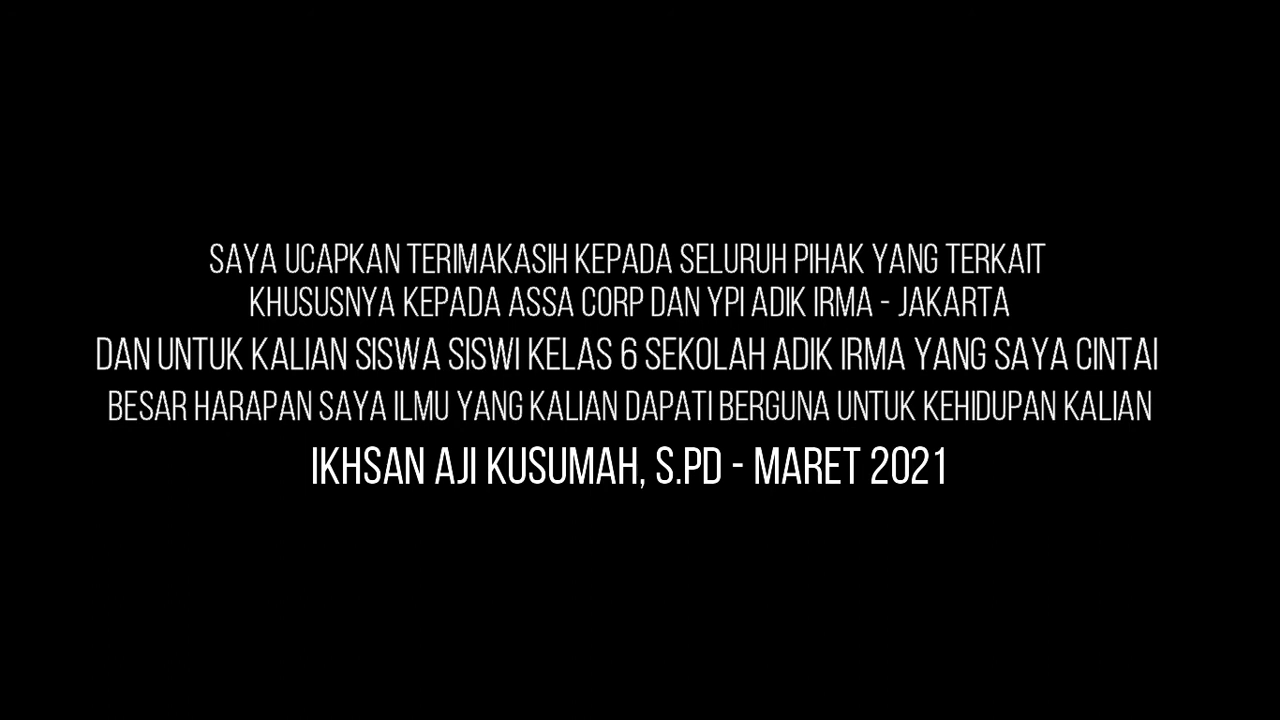 SAYA UCAPKAN TERIMAKASIH KEPADA SELURUH PIHAK YANG TERKAIT
KHUSUSNYA KEPADA ASSA CORP DAN YPI ADIK IRMA - JAKARTA
DAN UNTUK KALIAN SISWA SISWI KELAS 6 SEKOLAH ADIK IRMA YANG SAYA CINTAI
BESAR HARAPAN SAYA ILMU YANG KALIAN DAPATI BERGUNA UNTUK KEHIDUPAN KALIAN
IKHSAN AJI KUSUMAH, S.PD - MARET 2021